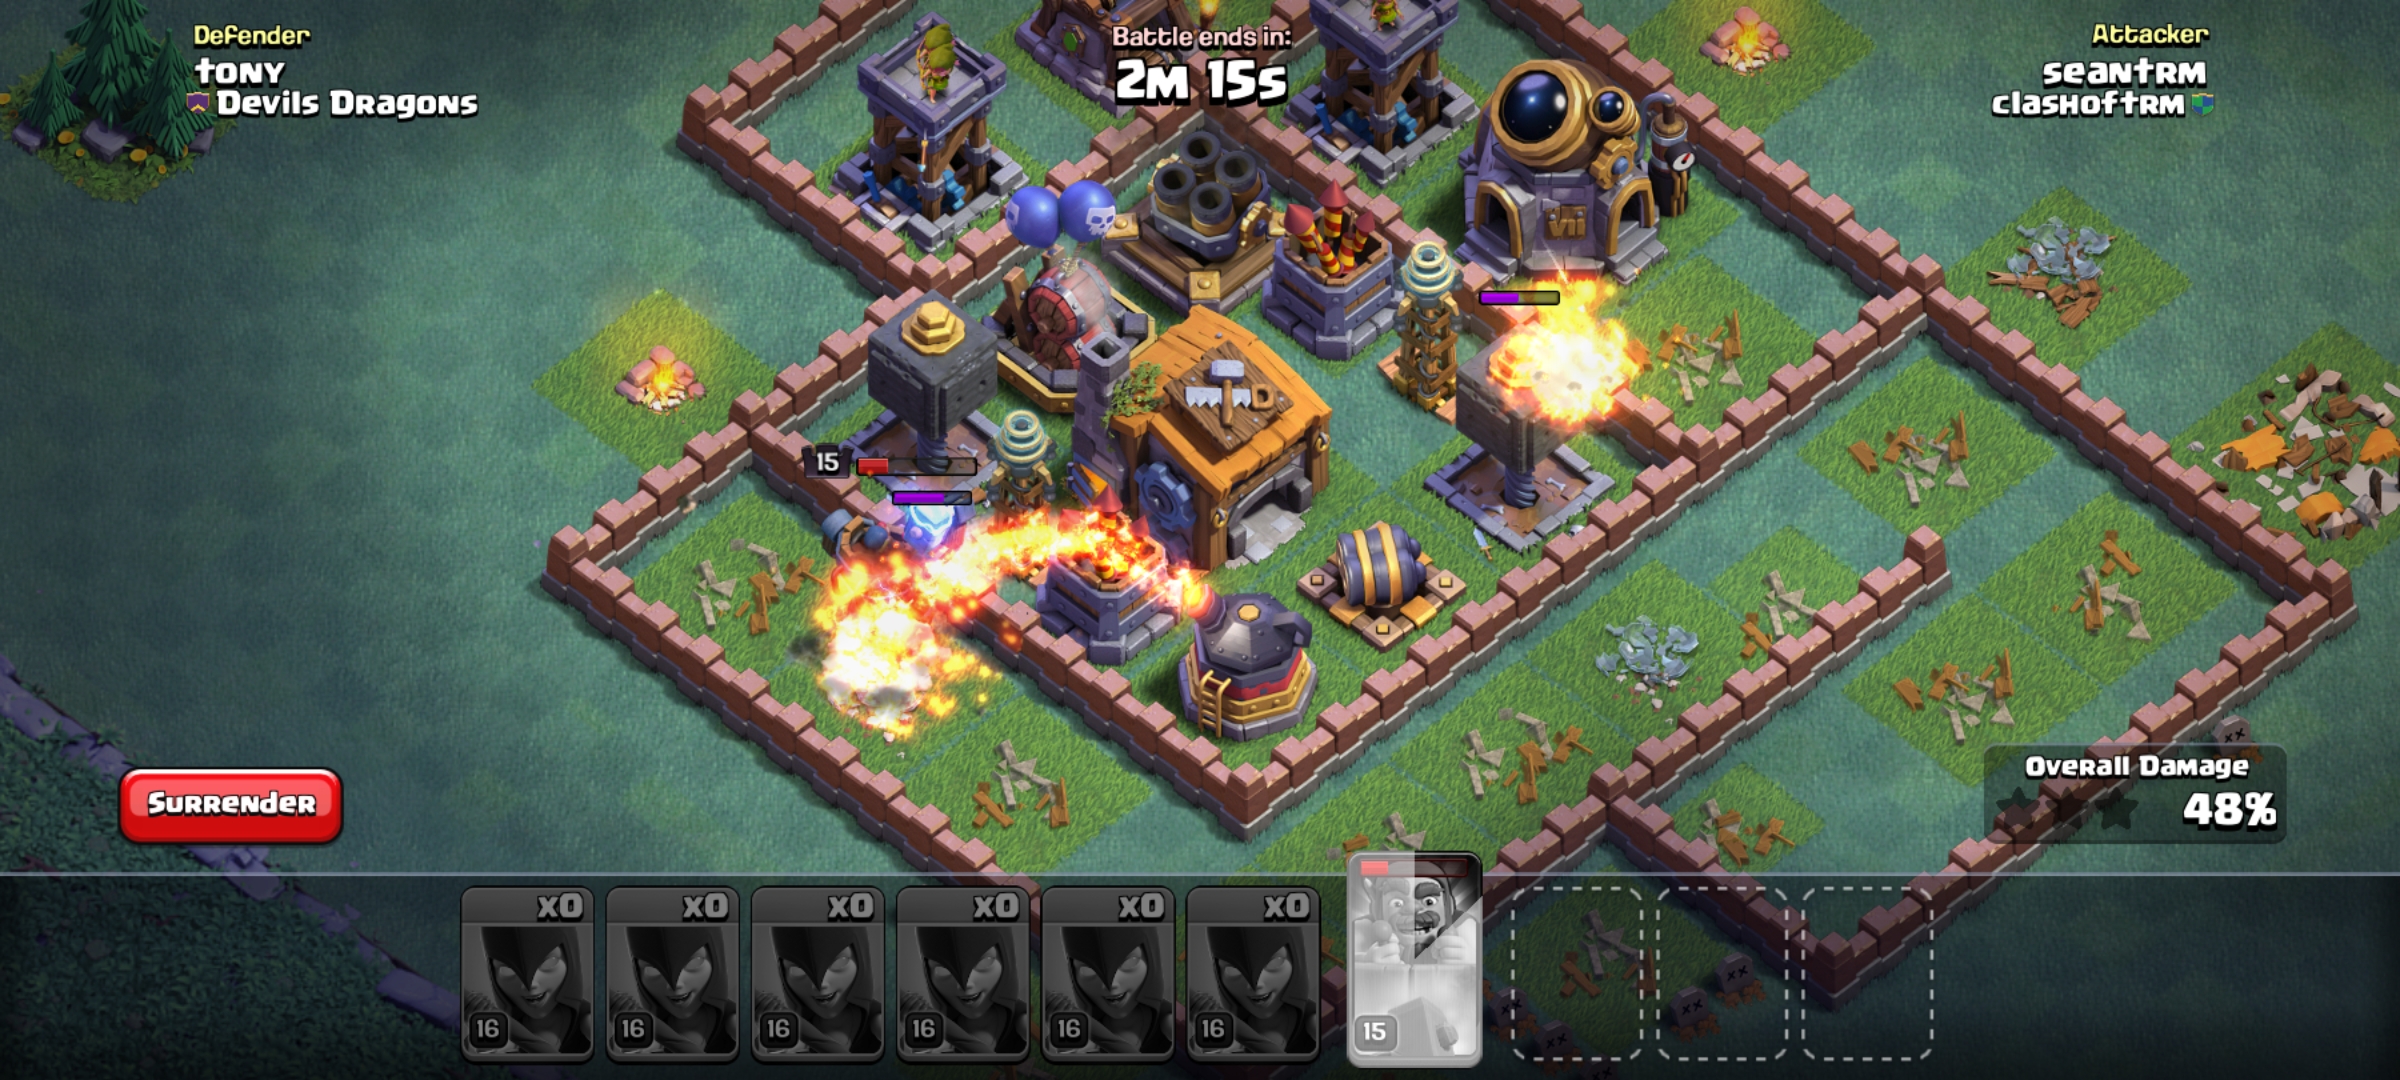 Defender
tONY
Devils Dragons
Battle ends in:
2M 15s
Attacker
seantRM
clashoftRM
VII
15
Surrender
Overall Damage
48%
x0 x0 x0 x0 x0 x0
16 16 16 16 16 16 15